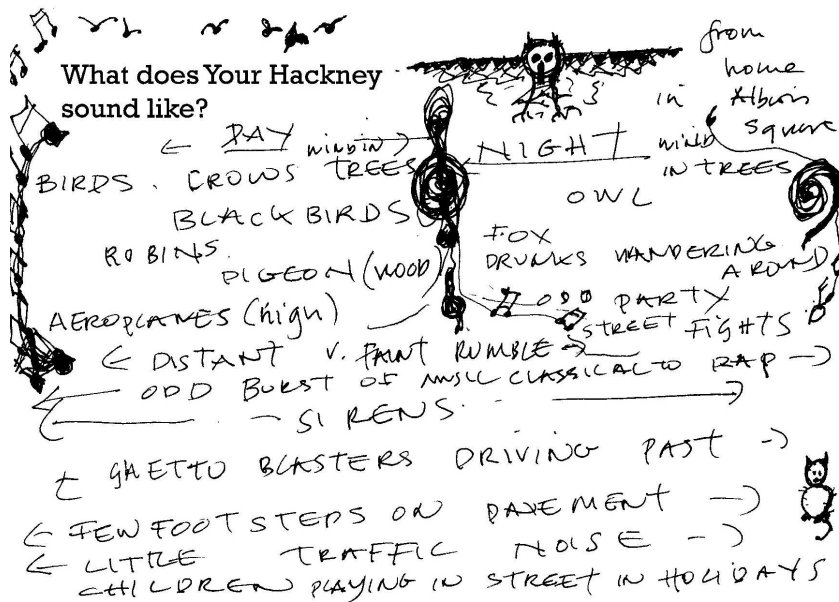 What does Your Hackney
sound like?
from
home
in Albion
Square
← DAY →
wind in
TREES
BIRDS. CROWS
BLACKBIRDS
ROBINS.
PIGEON (WOOD)
AEROPLANES (high)
NIGHT
WIND
IN TREES
OWL
FOX
DRUNKS WANDERING
AROUND
ODD PARTY
STREET FIGHTS
← DISTANT V. FAINT RUMBLE →
← ODD BURST OF MUSIC CLASSICAL TO RAP →
← SIRENS. →
← GHETTO BLASTERS DRIVING PAST →
← FEW FOOTSTEPS ON PAVEMENT →
← LITTLE TRAFFIC NOISE →
CHILDREN PLAYING IN STREET IN HOLIDAYS